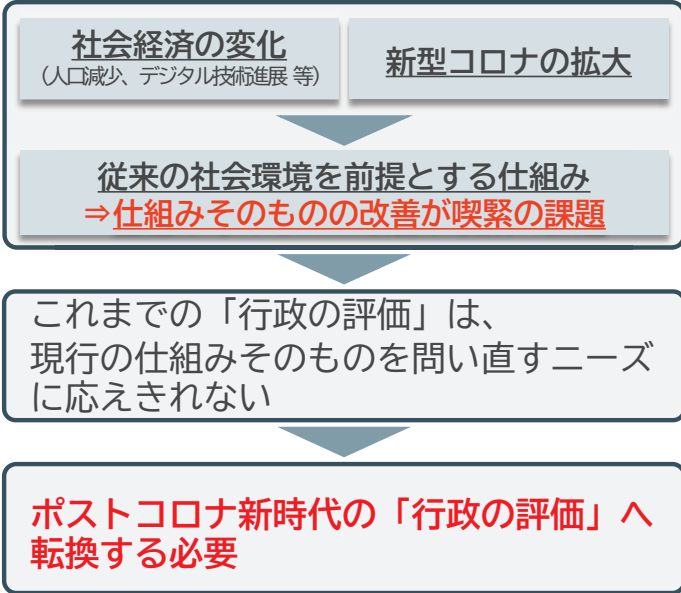 社会経済の変化
（人口減少、デジタル技術進展 等）
新型コロナの拡大
従来の社会環境を前提とする仕組み
⇒仕組みそのものの改善が喫緊の課題
これまでの「行政の評価」は、
現行の仕組みそのものを問い直すニーズ
に応えきれない
ポストコロナ新時代の「行政の評価」へ
転換する必要